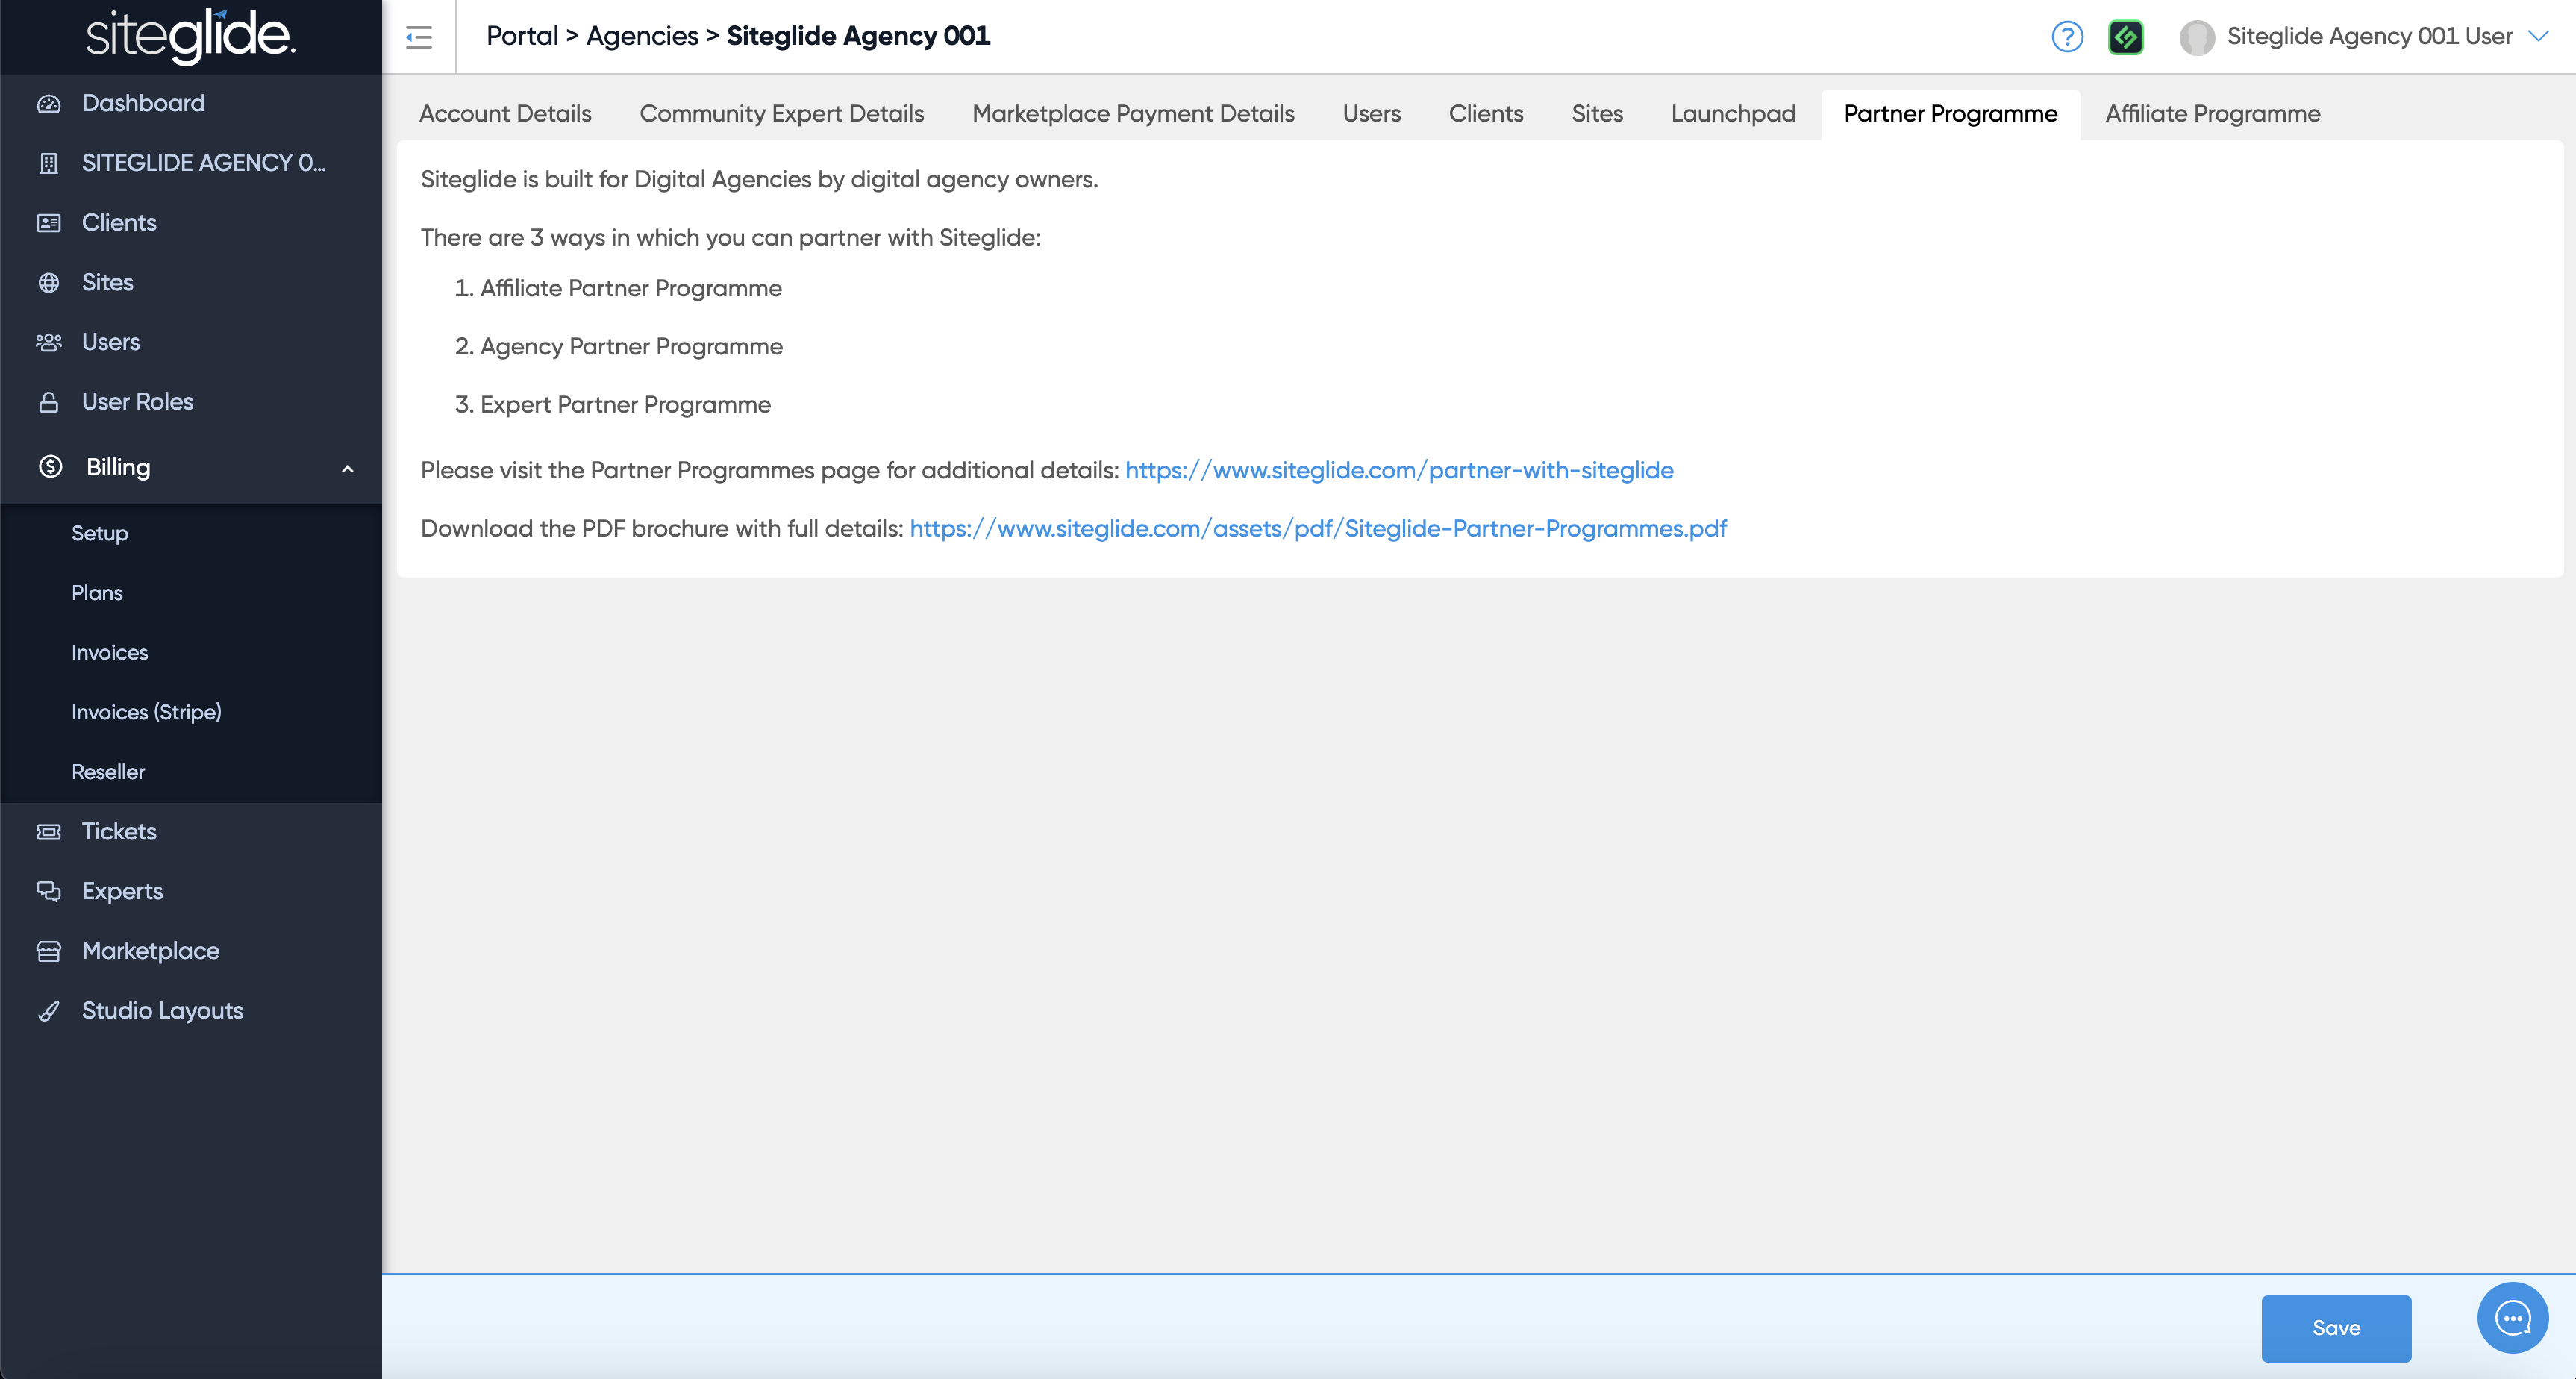 siteglide.
Portal > Agencies > Siteglide Agency 001
Siteglide Agency 001 User
Dashboard
SITEGLIDE AGENCY 0...
Clients
Sites
Users
User Roles
Billing
Setup
Plans
Invoices
Invoices (Stripe)
Reseller
Tickets
Experts
Marketplace
Studio Layouts
Account Details
Community Expert Details
Marketplace Payment Details
Users
Clients
Sites
Launchpad
Partner Programme
Affiliate Programme
Siteglide is built for Digital Agencies by digital agency owners.
There are 3 ways in which you can partner with Siteglide:
1. Affiliate Partner Programme
2. Agency Partner Programme
3. Expert Partner Programme
Please visit the Partner Programmes page for additional details: https://www.siteglide.com/partner-with-siteglide
Download the PDF brochure with full details: https://www.siteglide.com/assets/pdf/Siteglide-Partner-Programmes.pdf
Save